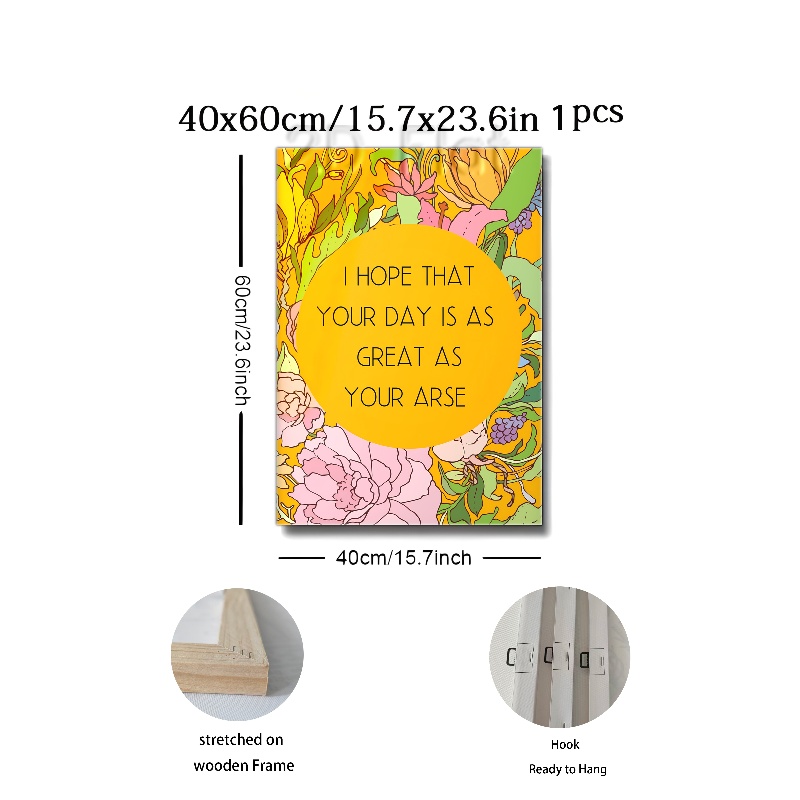 40x60cm/15.7x23.6in 1pcs
60cm/23.6inch
I HOPE THAT
YOUR DAY IS AS
GREAT AS
YOUR ARSE
40cm/15.7inch
stretched on
wooden Frame
Hook
Ready to Hang